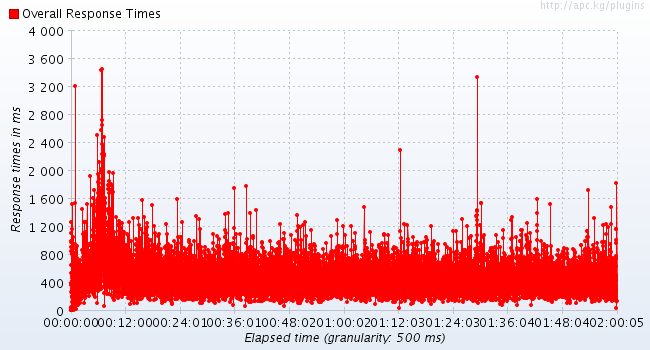 http://apc.kg/plugins
Overall Response Times
4 000
3 600
3 200
2 800
2 400
2 000
1 600
1 200
800
400
0
Response times in ms
00:00:00 00:12:00 00:24:01 00:36:01 00:48:02 01:00:02 01:12:03 01:24:03 01:36:04 01:48:04 02:00:05
Elapsed time (granularity: 500 ms)